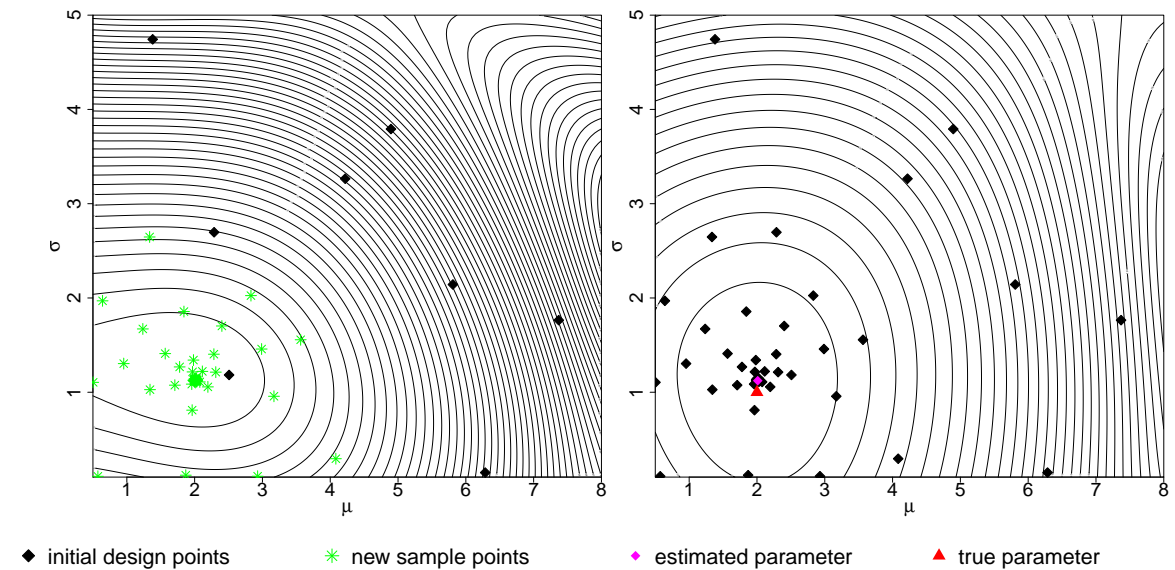 5
4
3
2
1
σ
1 2 3 4 5 6 7 8
μ
5
4
3
2
1
σ
1 2 3 4 5 6 7 8
μ
initial design points
new sample points
estimated parameter
true parameter